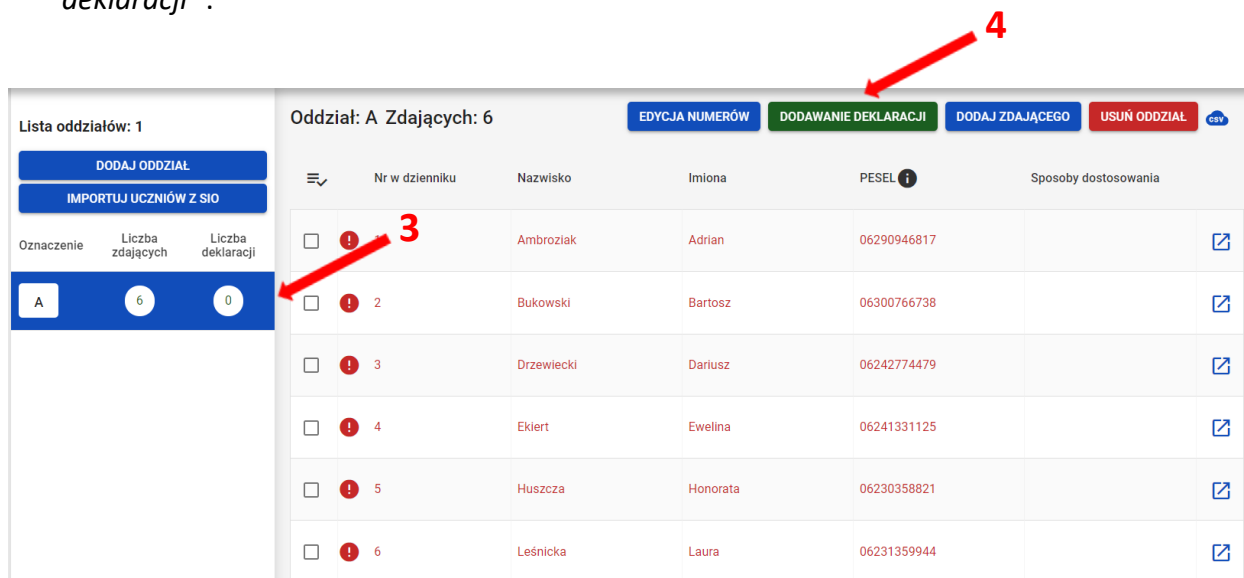 deklaracji".
4
Lista oddziałów: 1
DODAJ ODDZIAŁ
IMPORTUJ UCZNIÓW Z SIO
Oznaczenie Liczba zdających Liczba deklaracji
A 6 0
3
Oddział: A Zdających: 6
EDYCJA NUMERÓW DODAWANIE DEKLARACJI DODAJ ZDAJĄCEGO USUŃ ODDZIAŁ CSV
Nr w dzienniku Nazwisko Imiona PESEL Sposoby dostosowania
Ambroziak Adrian 06290946817
2 Bukowski Bartosz 06300766738
3 Drzewiecki Dariusz 06242774479
4 Ekiert Ewelina 06241331125
5 Huszcza Honorata 06230358821
6 Leśnicka Laura 06231359944